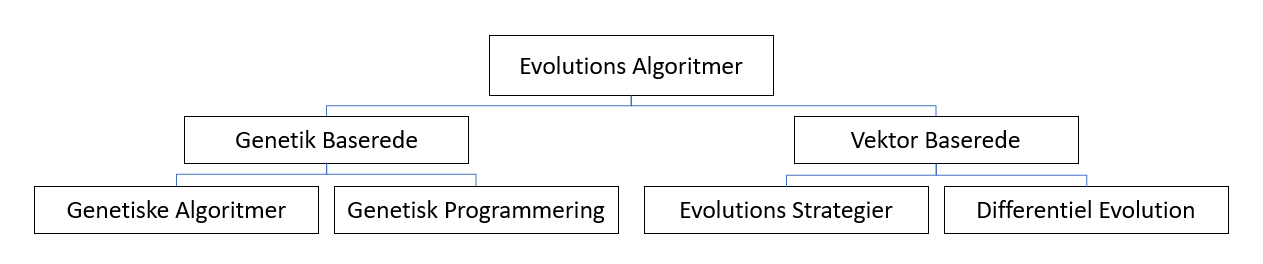 Evolutions Algoritmer
Genetik Baserede
Vektor Baserede
Genetiske Algoritmer
Genetisk Programmering
Evolutions Strategier
Differentiel Evolution